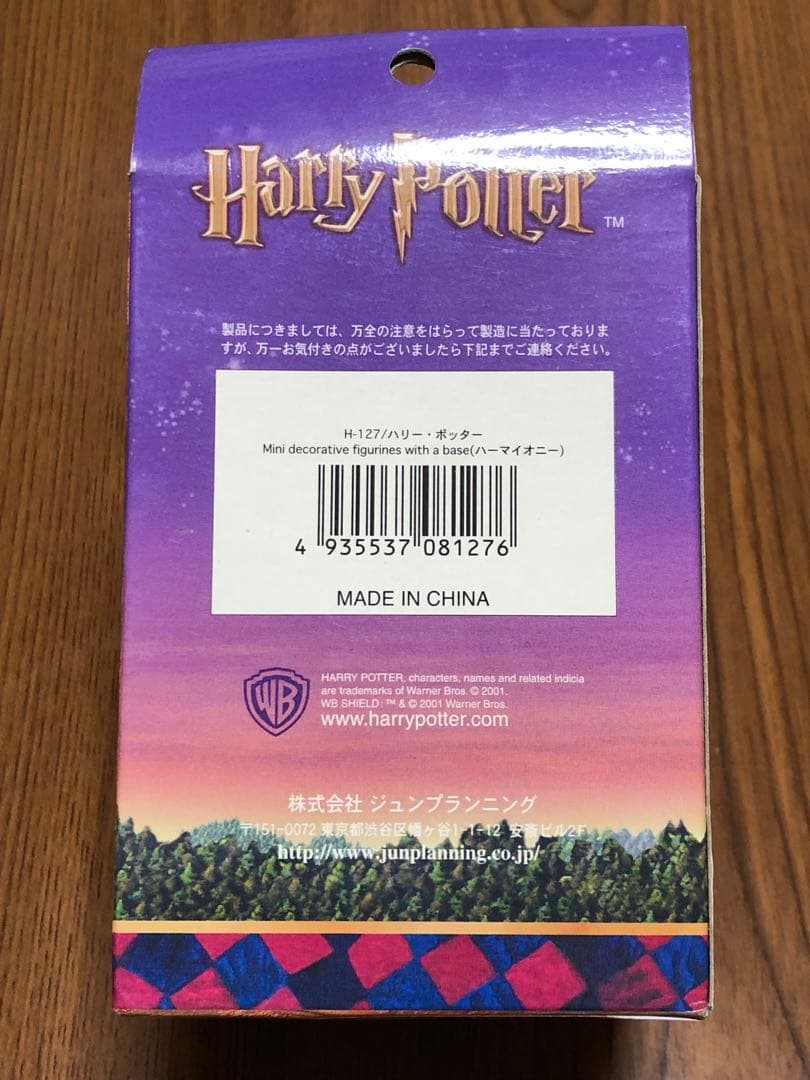 Harry Potter TM
製品につきましては、万全の注意をはらって製造に当たっておりま
すが、万一お気付きの点がございましたら下記までご連絡ください。
H-127/ハリー・ポッター
Mini decorative figurines with a base(ハーマイオニー)
4 935537 081276
MADE IN CHINA
WB
HARRY POTTER, characters, names and related indicia
are trademarks of Warner Bros. © 2001.
WB SHIELD: ™ & © 2001 Warner Bros.
www.harrypotter.com
株式会社 ジュンプランニング
〒151-0072 東京都渋谷区幡ヶ谷1-1-12 安斎ビル2F
http://www.junplanning.co.jp/